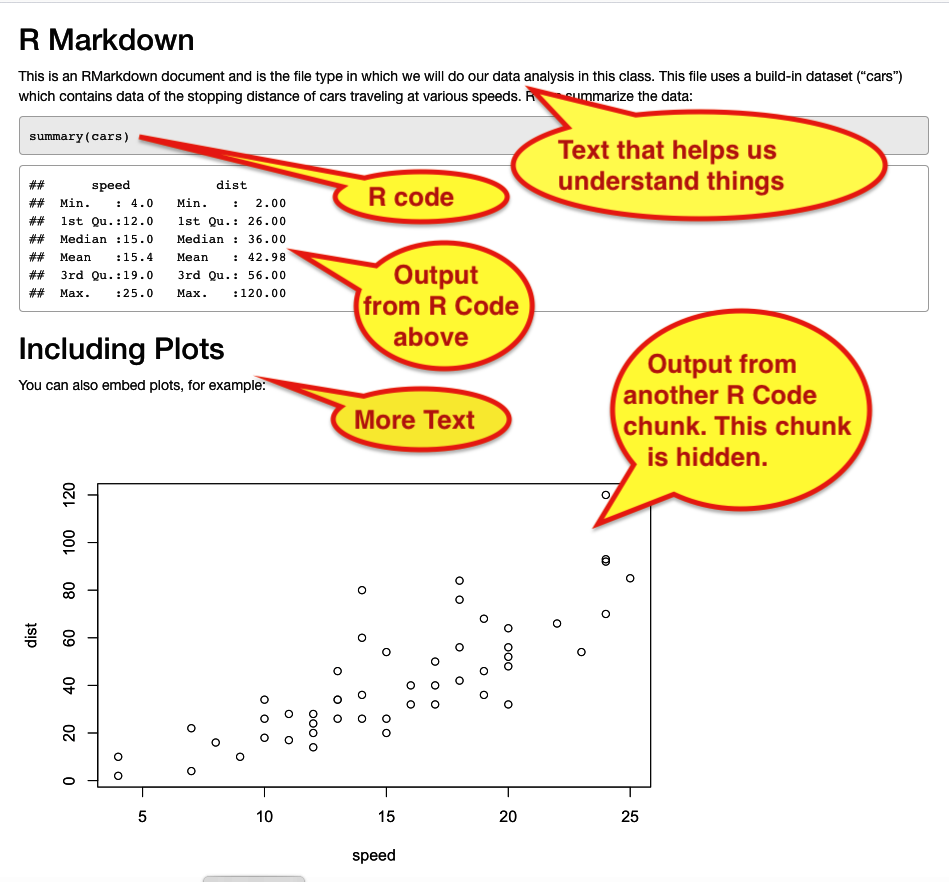 R Markdown
This is an RMarkdown document and is the file type in which we will do our data analysis in this class. This file uses a build-in dataset (“cars”)
which contains data of the stopping distance of cars traveling at various speeds. R summarize the data:
Text that helps us
understand things
summary(cars)
R code
## speed dist
## Min. : 4.0 Min. : 2.00
## 1st Qu.:12.0 1st Qu.: 26.00
## Median :15.0 Median : 36.00
## Mean :15.4 Mean : 42.98
## 3rd Qu.:19.0 3rd Qu.: 56.00
## Max. :25.0 Max. :120.00
Output
from R Code
above
Including Plots
You can also embed plots, for example:
More Text
Output from
another R Code
chunk. This chunk
is hidden.
120
100
80
60
40
20
0
dist
5 10 15 20 25
speed